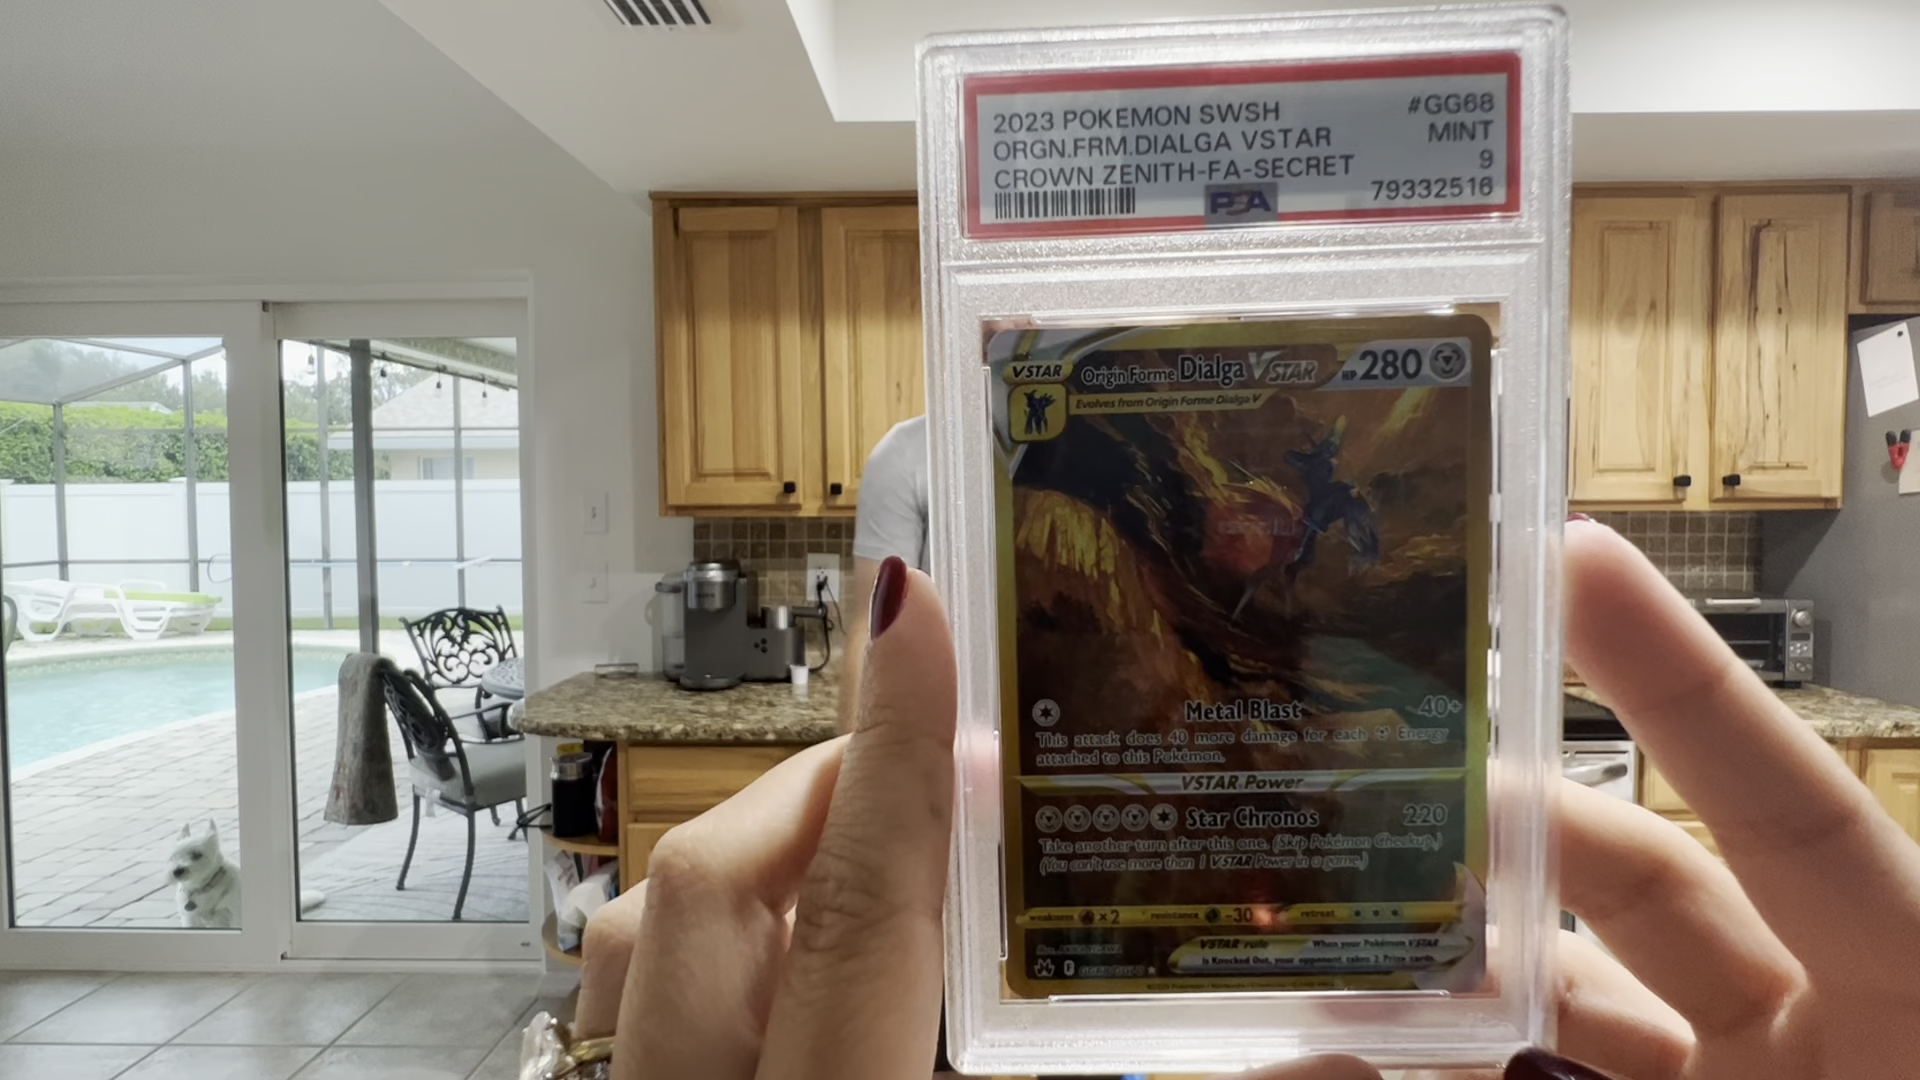 2023 POKEMON SWSH #GG68
ORGN.FRM.DIALGA VSTAR MINT
CROWN ZENITH-FA-SECRET 9
PSA 79332516
VSTAR Origin Forme Dialga VSTAR HP 280
Evolves from Origin Forme Dialga V
Metal Blast 40+
This attack does 40 more damage for each Energy
attached to this Pokémon.
VSTAR Power
Star Chronos 220
Take another turn after this one. (Skip Pokémon Checkup.)
(You can't use more than 1 VSTAR Power in a game.)
weakness ×2 resistance -30 retreat
VSTAR rule When your Pokémon VSTAR
is Knocked Out, your opponent takes 2 Prize cards.